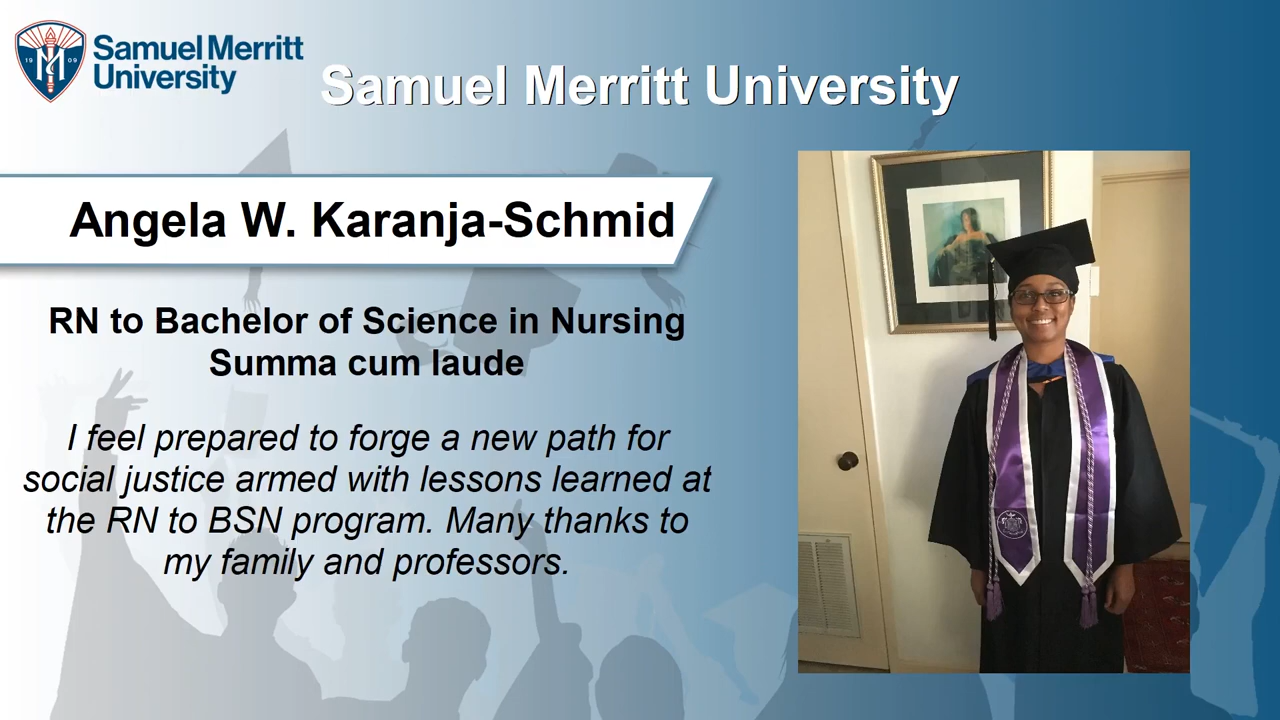 Samuel Merritt
University
19 09
Samuel Merritt University
Angela W. Karanja-Schmid
RN to Bachelor of Science in Nursing
Summa cum laude
I feel prepared to forge a new path for
social justice armed with lessons learned at
the RN to BSN program. Many thanks to
my family and professors.